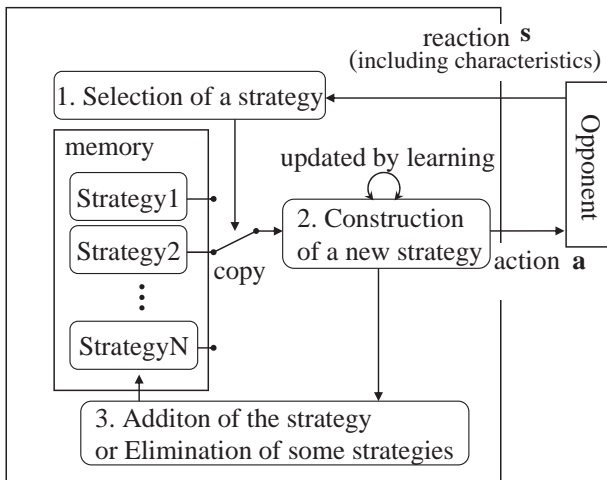 reaction s
(including characteristics)
1. Selection of a strategy
memory
Strategy1
Strategy2
StrategyN
copy
updated by learning
2. Construction
of a new strategy
Opponent
action a
3. Additon of the strategy
or Elimination of some strategies